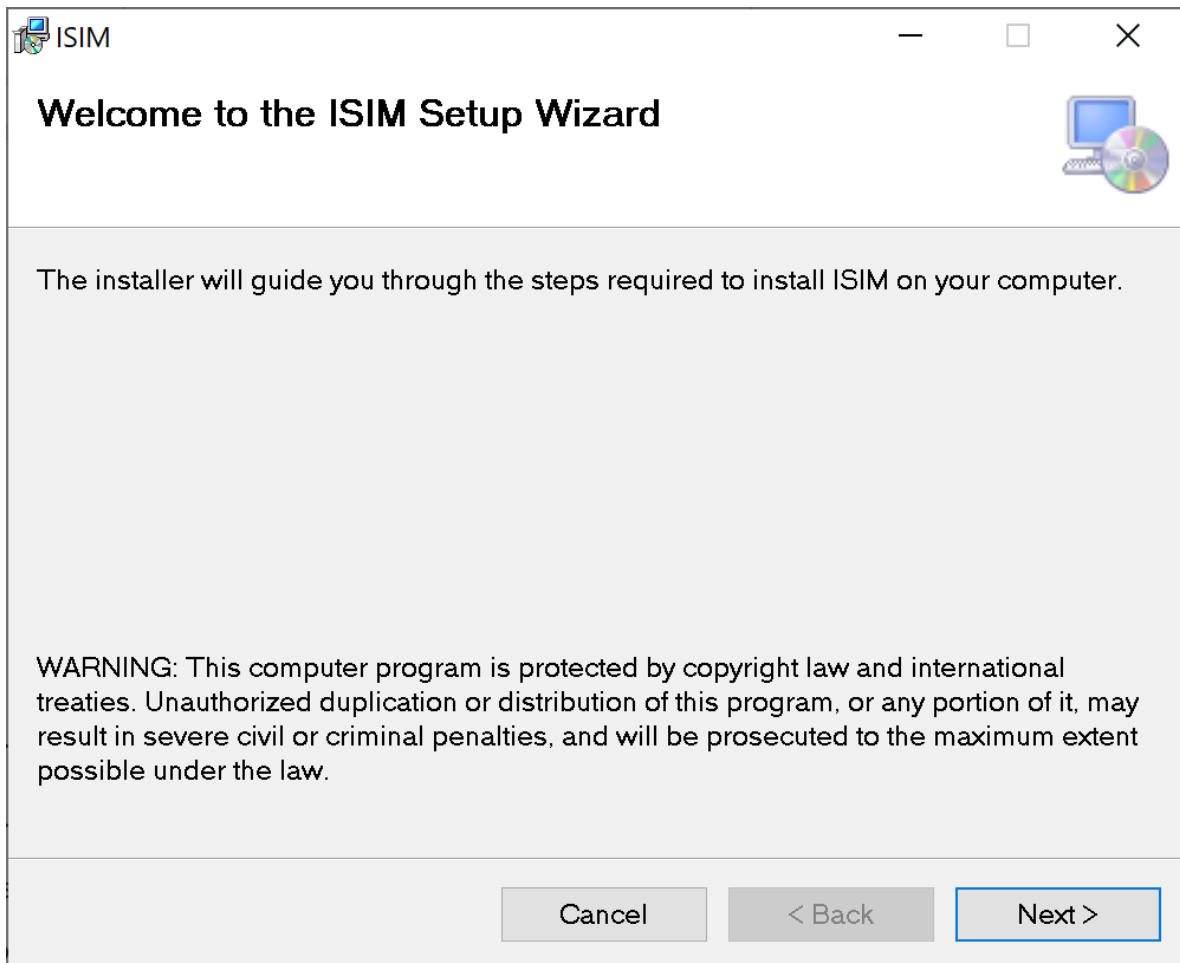 ISIM
Welcome to the ISIM Setup Wizard
The installer will guide you through the steps required to install ISIM on your computer.
WARNING: This computer program is protected by copyright law and international
treaties. Unauthorized duplication or distribution of this program, or any portion of it, may
result in severe civil or criminal penalties, and will be prosecuted to the maximum extent
possible under the law.
Cancel
< Back
Next >